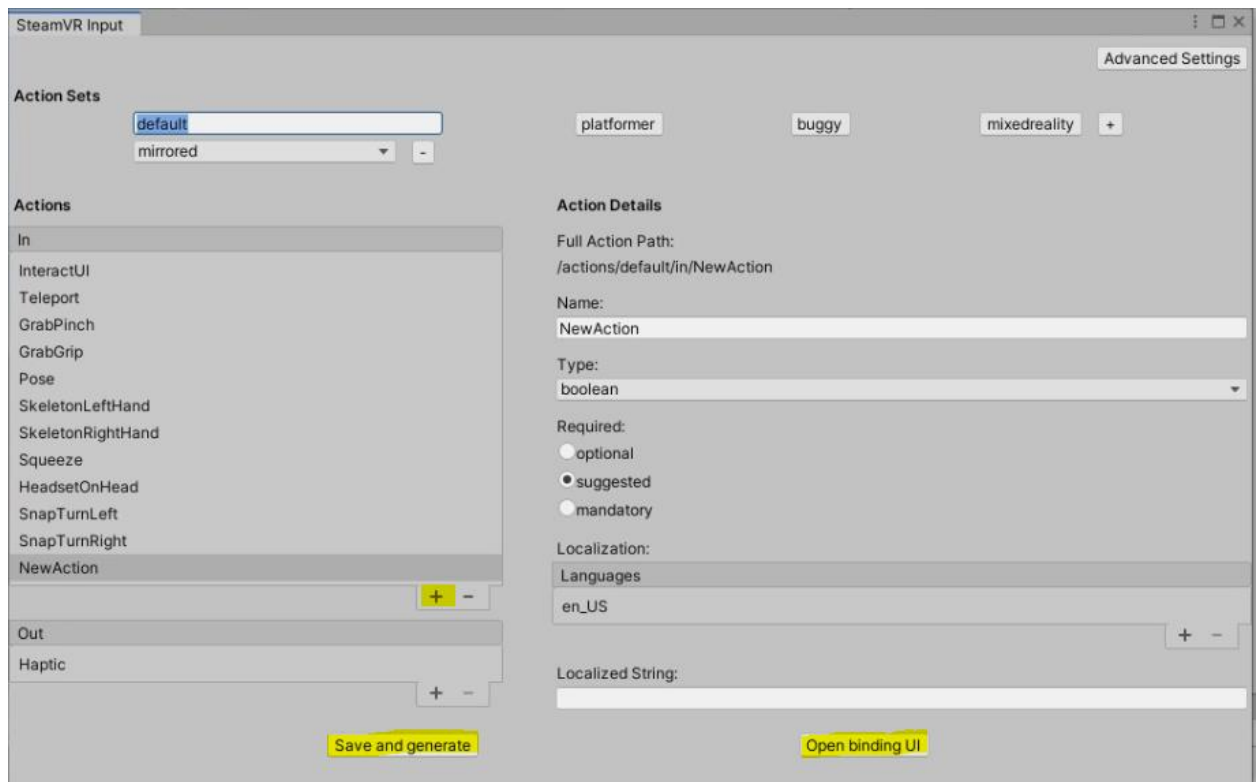 SteamVR Input
Advanced Settings
Action Sets
default platformer buggy mixedreality +
mirrored -
Actions
In
InteractUI
Teleport
GrabPinch
GrabGrip
Pose
SkeletonLeftHand
SkeletonRightHand
Squeeze
HeadsetOnHead
SnapTurnLeft
SnapTurnRight
NewAction
+ -
Out
Haptic
+ -
Save and generate
Action Details
Full Action Path:
/actions/default/in/NewAction
Name:
NewAction
Type:
boolean
Required:
optional
suggested
mandatory
Localization:
Languages
en_US
+ -
Localized String:
Open binding UI